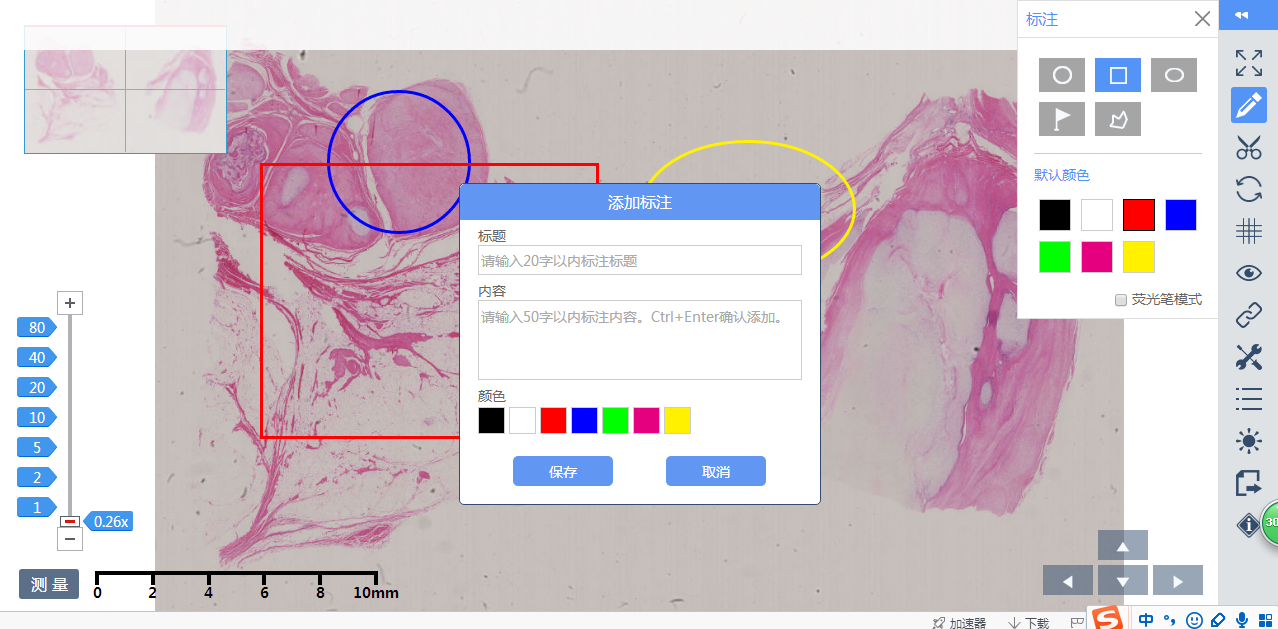 标注
默认颜色
荧光笔模式
添加标注
标题
请输入20字以内标注标题
内容
请输入50字以内标注内容。Ctrl+Enter确认添加。
颜色
保存
取消
+
80
40
20
10
5
2
1
0.26x
−
测 量
0 2 4 6 8 10mm
30
加速器
下载
S
中